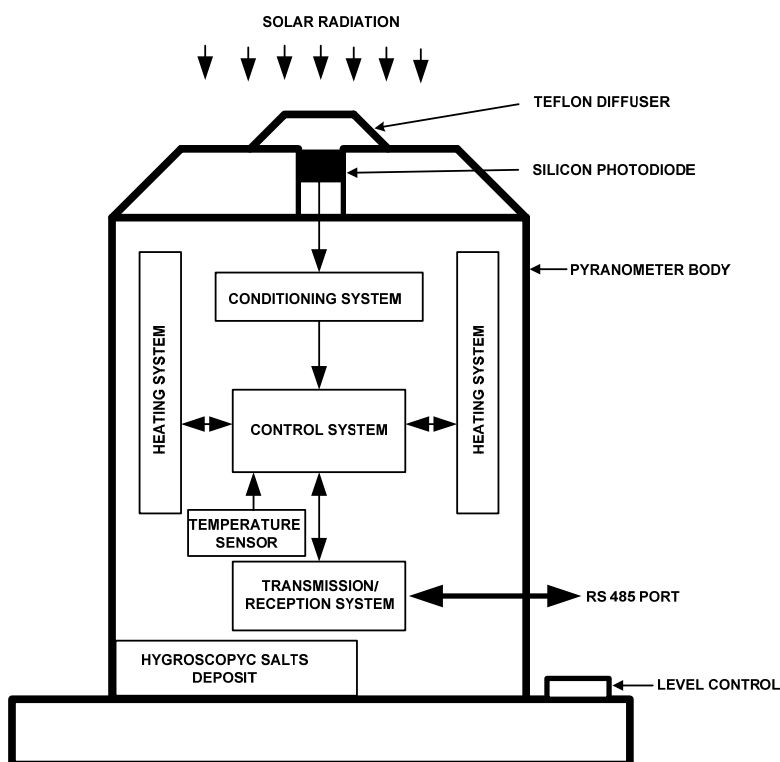 SOLAR RADIATION
TEFLON DIFFUSER
SILICON PHOTODIODE
PYRANOMETER BODY
CONDITIONING SYSTEM
HEATING SYSTEM
HEATING SYSTEM
CONTROL SYSTEM
TEMPERATURE
SENSOR
TRANSMISSION/
RECEPTION SYSTEM
RS 485 PORT
HYGROSCOPYC SALTS
DEPOSIT
LEVEL CONTROL